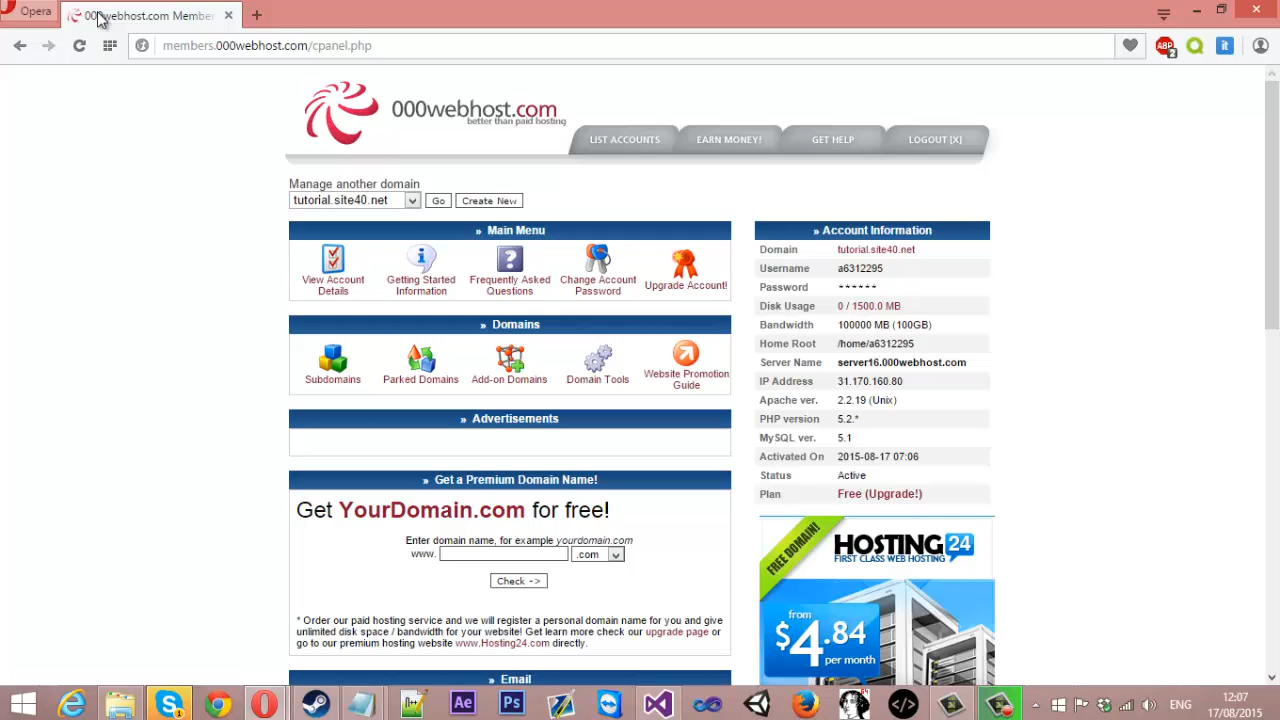 Opera
000webhost.com Member
members.000webhost.com/cpanel.php
ABP
2
it
000webhost.com
better than paid hosting
LIST ACCOUNTS
EARN MONEY!
GET HELP
LOGOUT [X]
Manage another domain
tutorial.site40.net
Go
Create New
» Main Menu
View Account
Details
Getting Started
Information
Frequently Asked
Questions
Change Account
Password
Upgrade Account!
» Domains
Subdomains
Parked Domains
Add-on Domains
Domain Tools
Website Promotion
Guide
» Advertisements
» Get a Premium Domain Name!
Get YourDomain.com for free!
Enter domain name, for example yourdomain.com
www.
.com
Check ->
* Order our paid hosting service and we will register a personal domain name for you and give
unlimited disk space / bandwidth for your website! Get learn more check our upgrade page or
go to our premium hosting website www.Hosting24.com directly.
» Email
» Account Information
Domain tutorial.site40.net
Username a6312295
Password ******
Disk Usage 0 / 1500.0 MB
Bandwidth 100000 MB (100GB)
Home Root /home/a6312295
Server Name server16.000webhost.com
IP Address 31.170.160.80
Apache ver. 2.2.19 (Unix)
PHP version 5.2.*
MySQL ver. 5.1
Activated On 2015-08-17 07:06
Status Active
Plan Free (Upgrade!)
FREE DOMAIN!
HOSTING 24
FIRST CLASS WEB HOSTING
from
$4.84
per month
1
n++
Ae
Ps
</>
ENG
12:07
17/08/2015